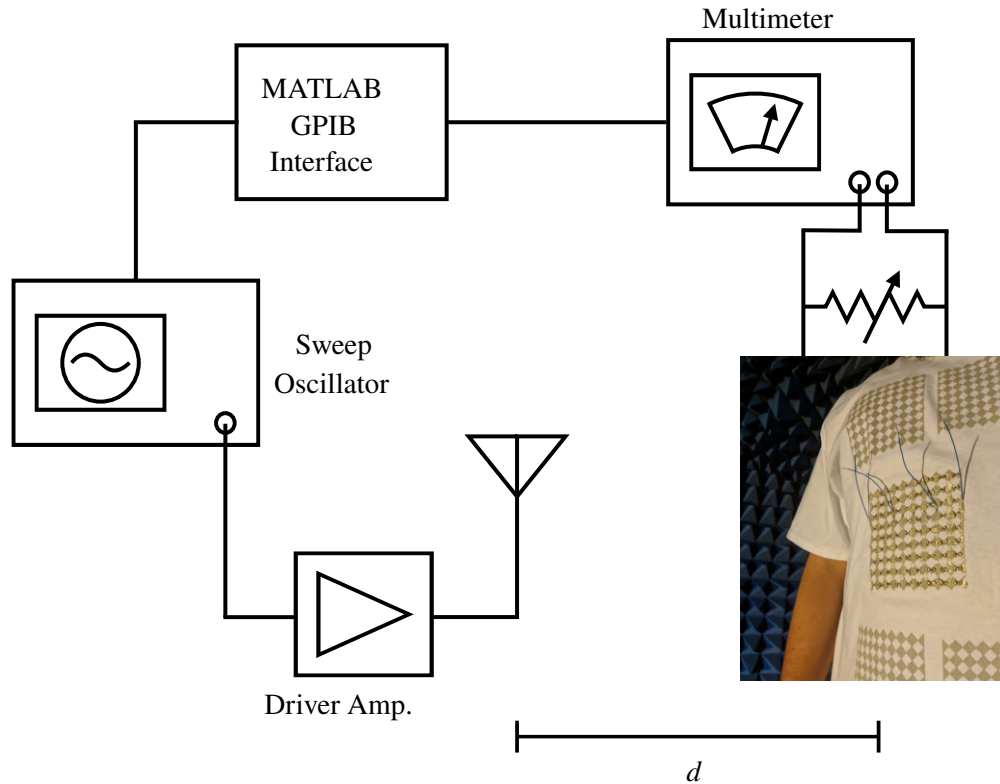 Multimeter
MATLAB
GPIB
Interface
Sweep
Oscillator
Driver Amp.
d